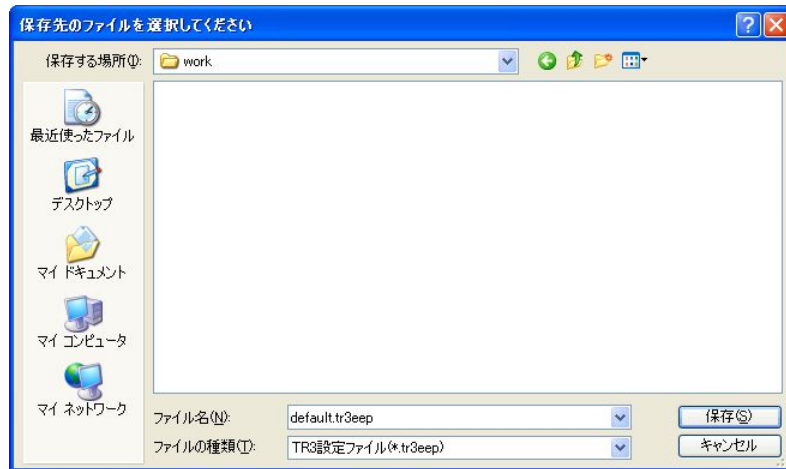 保存先のファイルを選択してください
保存する場所(I):
work
最近使ったファイル
デスクトップ
マイ ドキュメント
マイ コンピュータ
マイ ネットワーク
ファイル名(N):
default.tr3eep
保存(S)
ファイルの種類(T):
TR3設定ファイル(*.tr3eep)
キャンセル